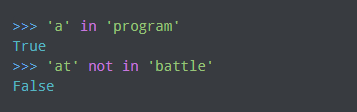 >>> 'a' in 'program'
True
>>> 'at' not in 'battle'
False